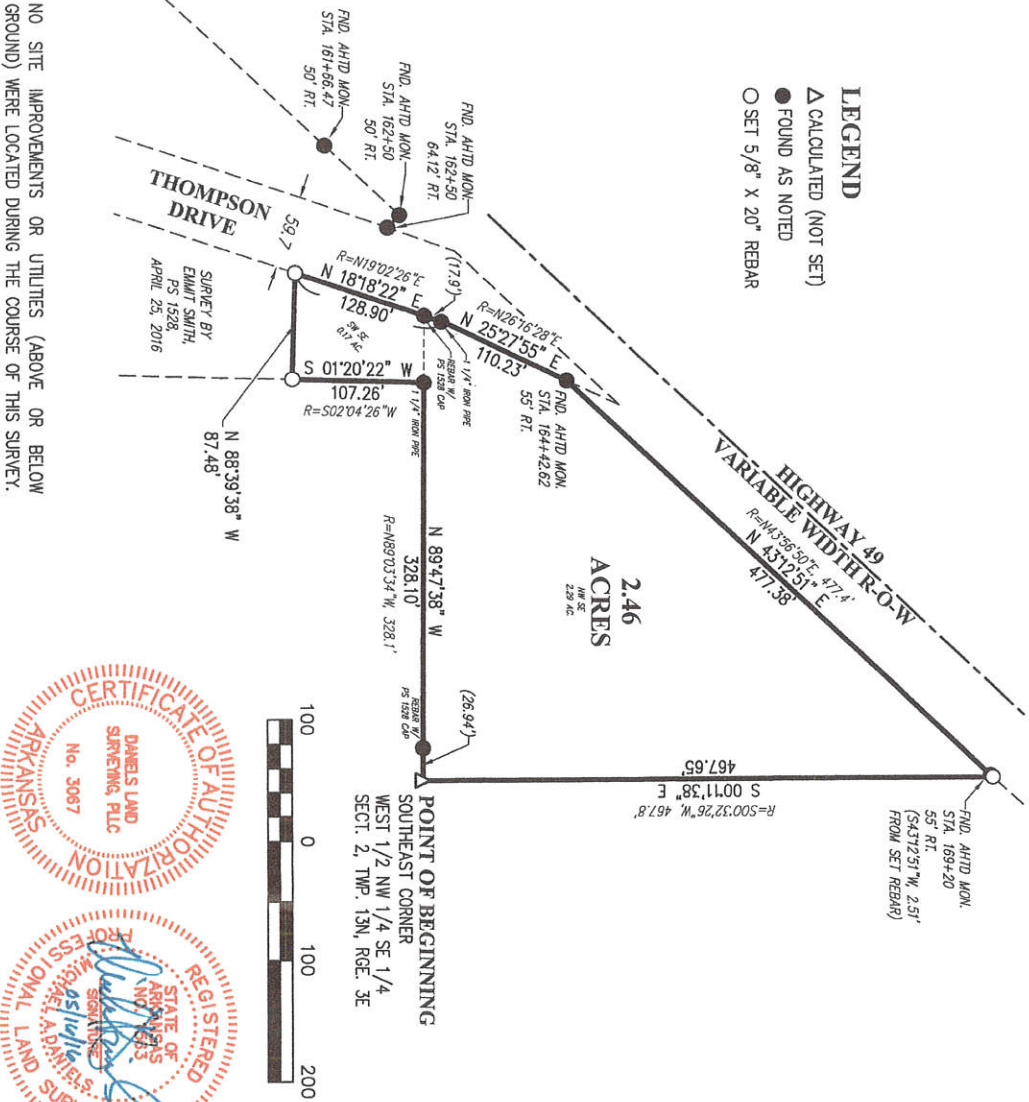 LEGEND
△ CALCULATED (NOT SET)
● FOUND AS NOTED
○ SET 5/8" X 20" REBAR
FND. AHTD MON.
STA. 161+66.47
50' RT.
FND. AHTD MON.
STA. 162+50
50' RT.
FND. AHTD MON.
STA. 162+50
64.12' RT.
THOMPSON
DRIVE
59.7
HIGHWAY 49
VARIABLE WIDTH R-O-W
R=N43°56'50"E, 477.4'
N 43°12'51" E
477.38'
R=N19°02'26"E
N 18°18'22" E
128.90'
(17.9')
R=N26°16'28"E
N 25°27'55" E
110.23'
1 1/4" IRON PIPE
REBAR W/
PS 1528 CAP
FND. AHTD MON.
STA. 164+42.62
55' RT.
SW SE
0.17 AC.
S 01°20'22" W
107.26'
R=S02°04'26"W
1 1/4" IRON PIPE
N 88°39'38" W
87.48'
SURVEY BY
EMMIT SMITH,
PS 1528,
APRIL 25, 2016
2.46
ACRES
NW SE
2.29 AC.
N 89°47'38" W
328.10'
R=N89°03'34"W, 328.1'
REBAR W/
PS 1528 CAP
(26.94')
467.65'
S 00°11'38" E
R=S00°32'26"W, 467.8'
FND. AHTD MON.
STA. 169+20
55' RT.
(S43°12'51"W, 2.51'
FROM SET REBAR)
POINT OF BEGINNING
SOUTHEAST CORNER
WEST 1/2 NW 1/4 SE 1/4
SECT. 2, TWP. 13N, RGE. 3E
100 0 100 200
NO SITE IMPROVEMENTS OR UTILITIES (ABOVE OR BELOW
GROUND) WERE LOCATED DURING THE COURSE OF THIS SURVEY.
CERTIFICATE OF AUTHORIZATION
DANIELS LAND
SURVEYING, PLLC
No. 3067
ARKANSAS
REGISTERED
STATE OF
ARKANSAS
SIGNATURE
05/16/16
MICHAEL A. DANIELS
PROFESSIONAL LAND